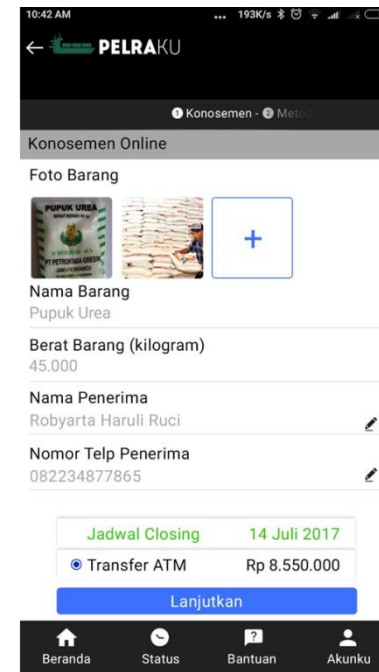 10:42 AM ... 193K/s
PELRAKU
1 Konosemen - 2 Metod
Konosemen Online
Foto Barang
PUPUK UREA
PT PETROKIMIA GRESIK
Nama Barang
Pupuk Urea
Berat Barang (kilogram)
45.000
Nama Penerima
Robyarta Haruli Ruci
Nomor Telp Penerima
082234877865
Jadwal Closing 14 Juli 2017
Transfer ATM Rp 8.550.000
Lanjutkan
Beranda Status Bantuan Akunku